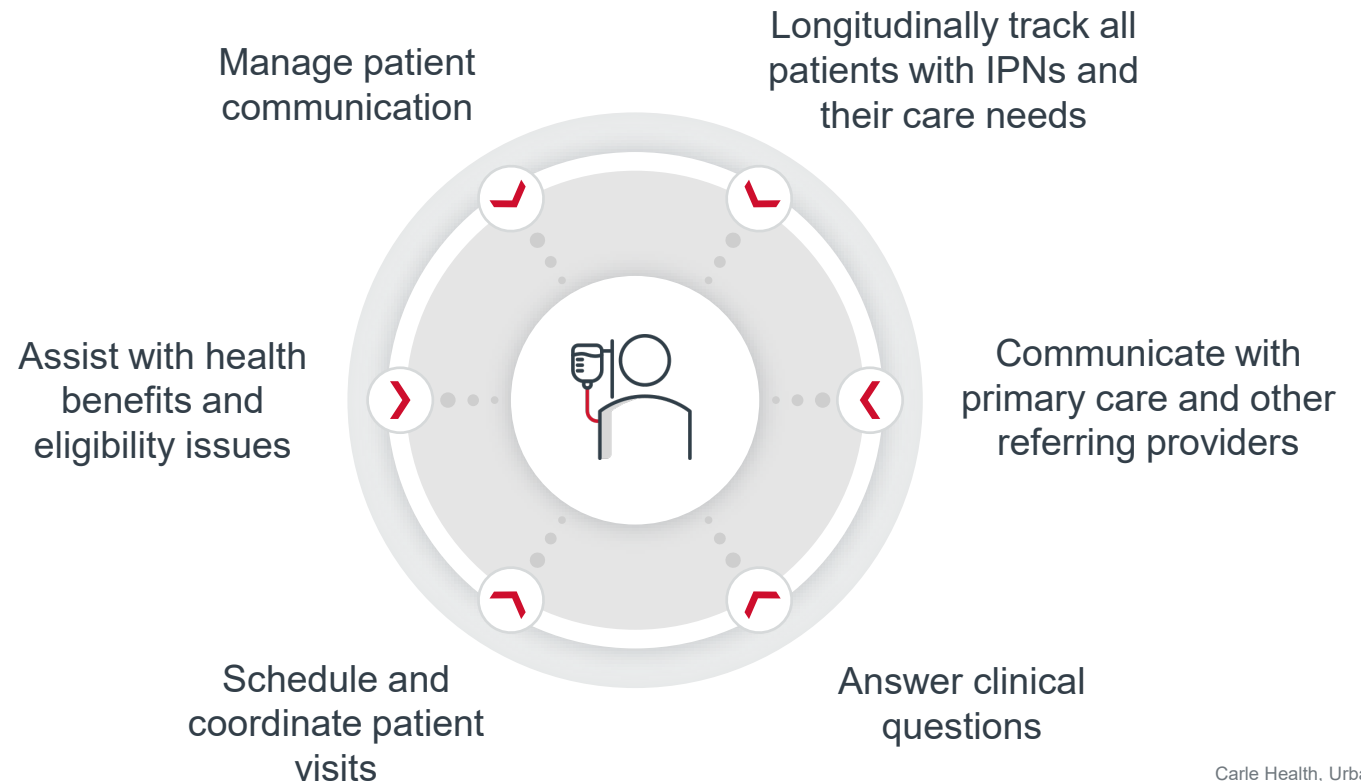 Manage patient
communication
Longitudinally track all
patients with IPNs and
their care needs
Assist with health
benefits and
eligibility issues
Communicate with
primary care and other
referring providers
Schedule and
coordinate patient
visits
Answer clinical
questions
Carle Health, Urba